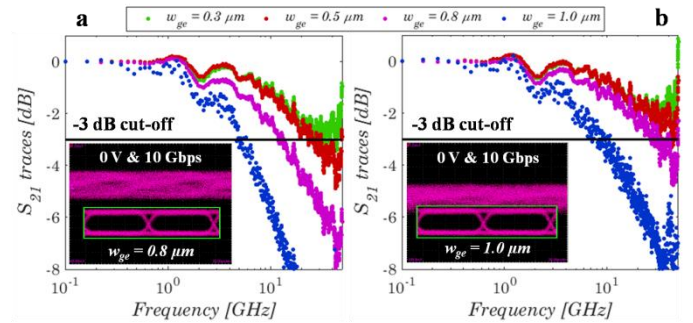 w_ge = 0.3 μm w_ge = 0.5 μm w_ge = 0.8 μm w_ge = 1.0 μm
a
0
-2
-4
-6
-8
S_21 traces [dB]
-3 dB cut-off
0 V & 10 Gbps
w_ge = 0.8 μm
10^-1 10^0 10^1
Frequency [GHz]
b
0
-2
-4
-6
-8
S_21 traces [dB]
-3 dB cut-off
0 V & 10 Gbps
w_ge = 1.0 μm
10^-1 10^0 10^1
Frequency [GHz]